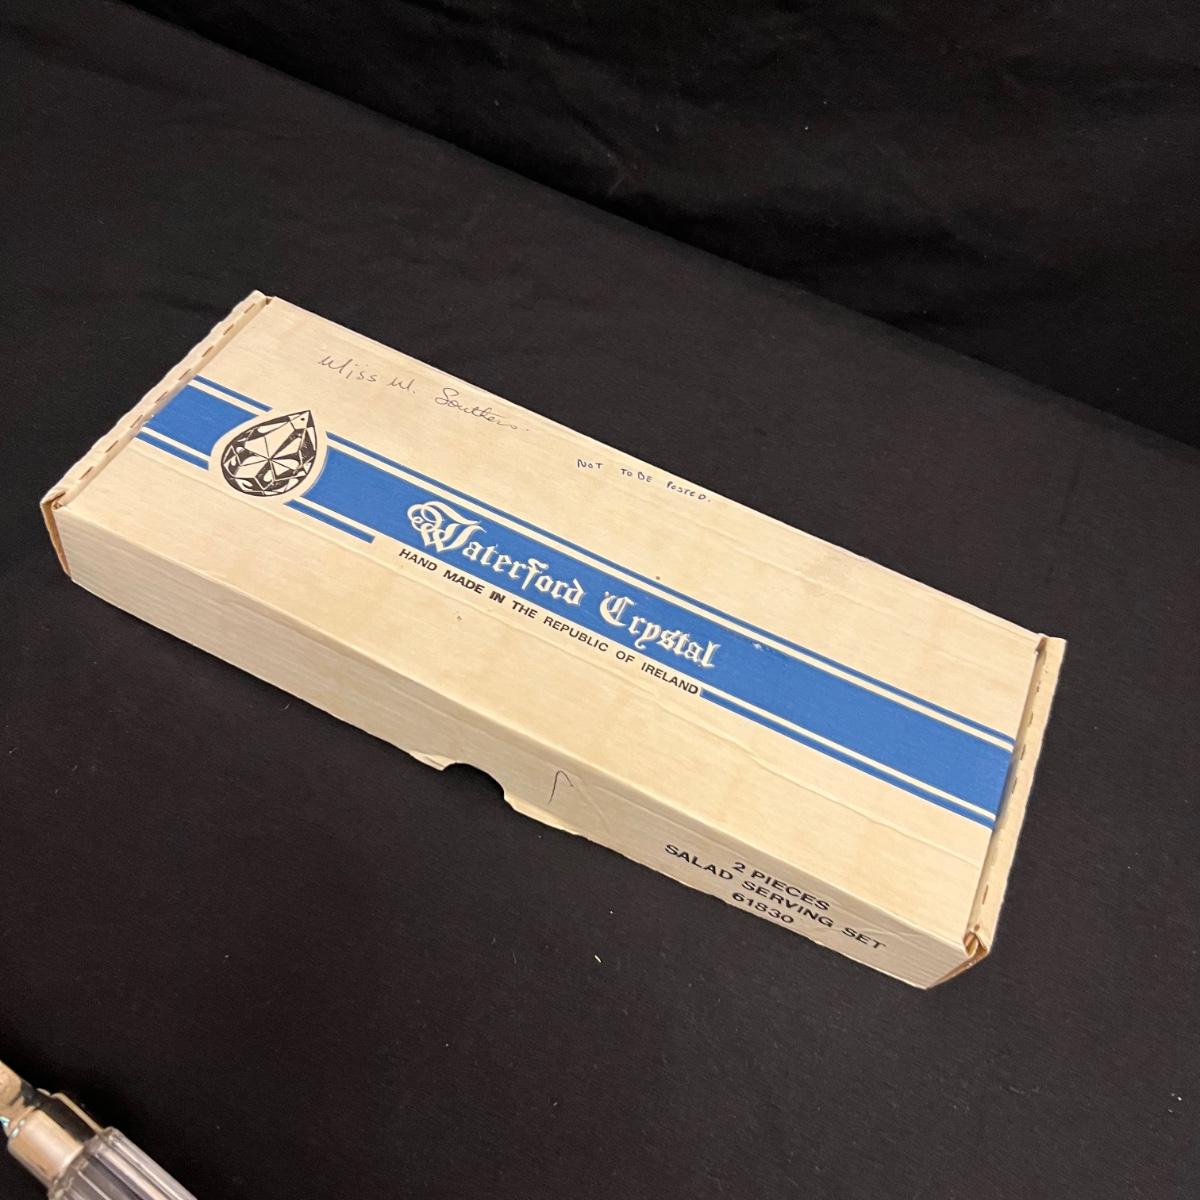 Miss M. Southern.
NOT TO BE POSTED.
Waterford Crystal
HAND MADE IN THE REPUBLIC OF IRELAND
2 PIECES
SALAD SERVING SET
61830